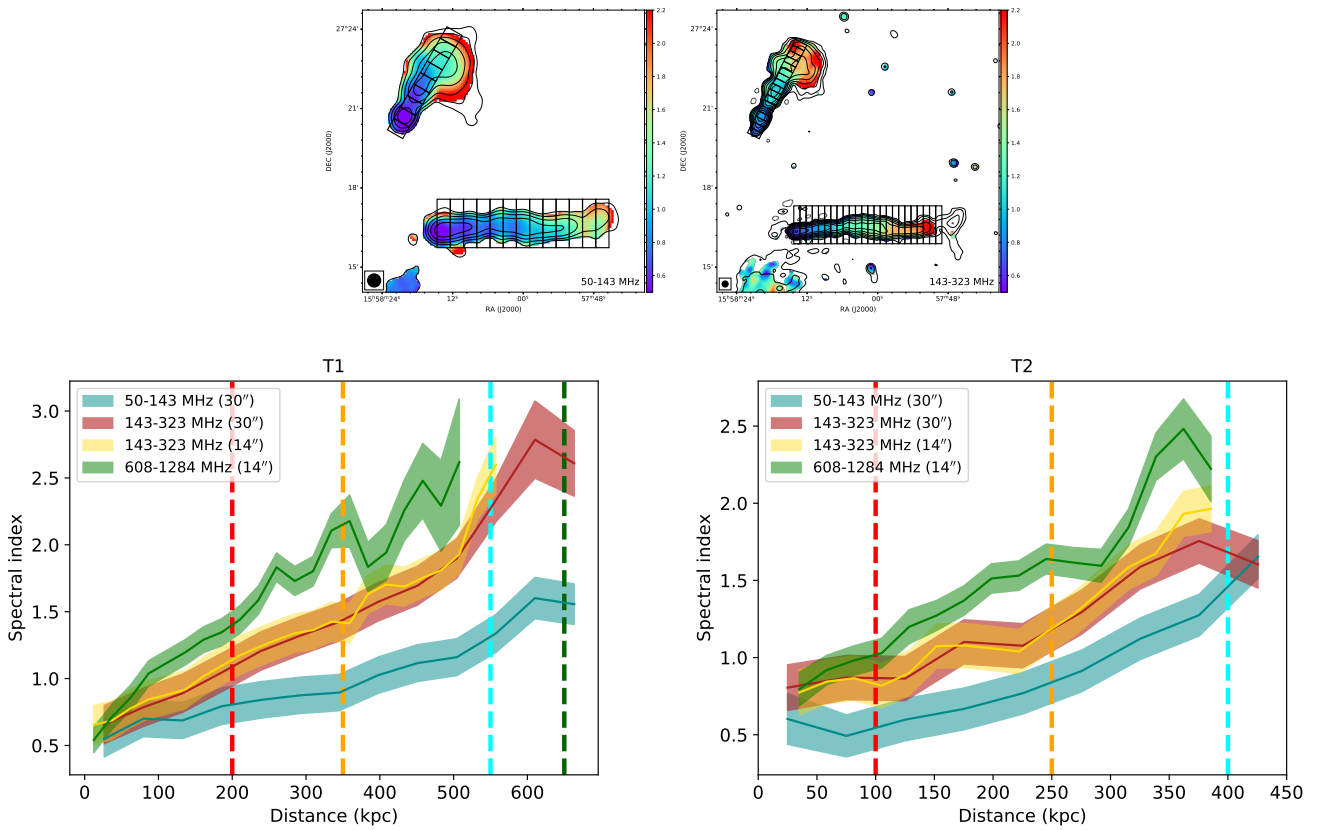 27°24'
21'
18'
15'
DEC (J2000)
15ʰ58ᵐ24ˢ
12ˢ
00ˢ
57ᵐ48ˢ
RA (J2000)
50-143 MHz
2.2
2.0
1.8
1.6
1.4
1.2
1.0
0.8
0.6
27°24'
21'
18'
15'
DEC (J2000)
15ʰ58ᵐ24ˢ
12ˢ
00ˢ
57ᵐ48ˢ
RA (J2000)
143-323 MHz
2.2
2.0
1.8
1.6
1.4
1.2
1.0
0.8
0.6
T1
50-143 MHz (30″)
143-323 MHz (30″)
143-323 MHz (14″)
608-1284 MHz (14″)
3.0
2.5
2.0
1.5
1.0
0.5
Spectral index
0 100 200 300 400 500 600
Distance (kpc)
T2
50-143 MHz (30″)
143-323 MHz (30″)
143-323 MHz (14″)
608-1284 MHz (14″)
2.5
2.0
1.5
1.0
0.5
Spectral index
0 50 100 150 200 250 300 350 400 450
Distance (kpc)